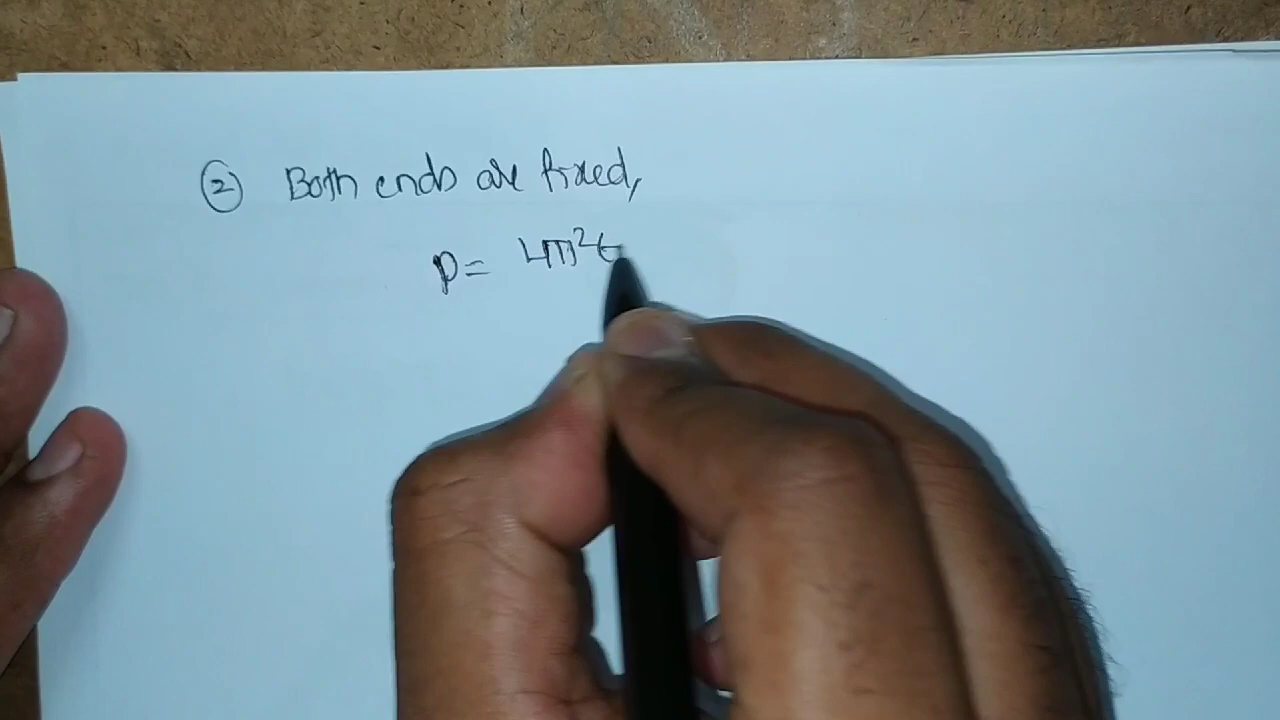 ② Both ends are fixed,
P = 4π²E